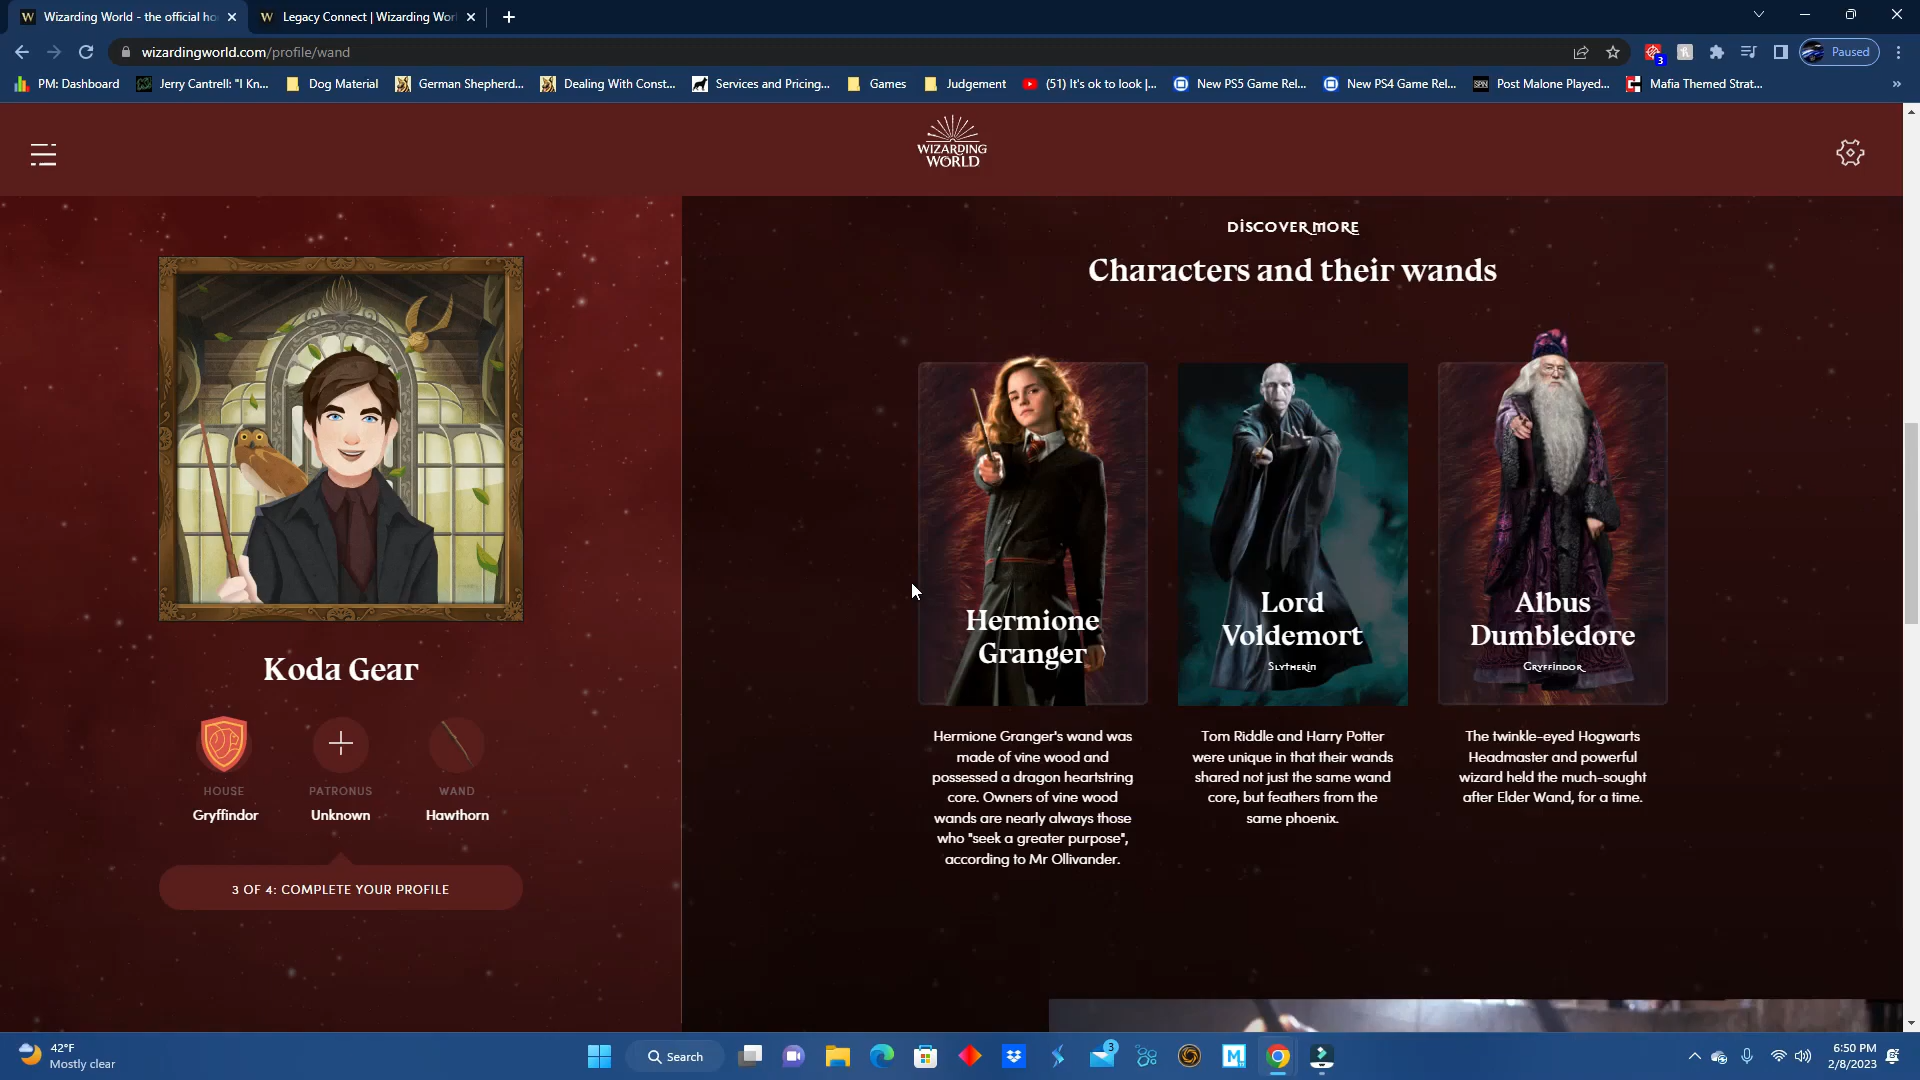 Wizarding World - the official ho
Legacy Connect | Wizarding Worl
wizardingworld.com/profile/wand
3
Paused
PM: Dashboard
Jerry Cantrell: "I Kn...
Dog Material
German Shepherd...
Dealing With Const...
Services and Pricing...
Games
Judgement
(51) It's ok to look |...
New PS5 Game Rel...
New PS4 Game Rel...
SPIN
Post Malone Played...
Mafia Themed Strat...
»
WIZARDING
WORLD
Koda Gear
HOUSE
Gryffindor
PATRONUS
Unknown
WAND
Hawthorn
3 OF 4: COMPLETE YOUR PROFILE
DISCOVER MORE
Characters and their wands
Hermione
Granger
Hermione Granger's wand was
made of vine wood and
possessed a dragon heartstring
core. Owners of vine wood
wands are nearly always those
who "seek a greater purpose",
according to Mr Ollivander.
Lord
Voldemort
Slytherin
Tom Riddle and Harry Potter
were unique in that their wands
shared not just the same wand
core, but feathers from the
same phoenix.
Albus
Dumbledore
Gryffindor
The twinkle-eyed Hogwarts
Headmaster and powerful
wizard held the much-sought
after Elder Wand, for a time.
42°F
Mostly clear
Search
3
M
6:50 PM
2/8/2023